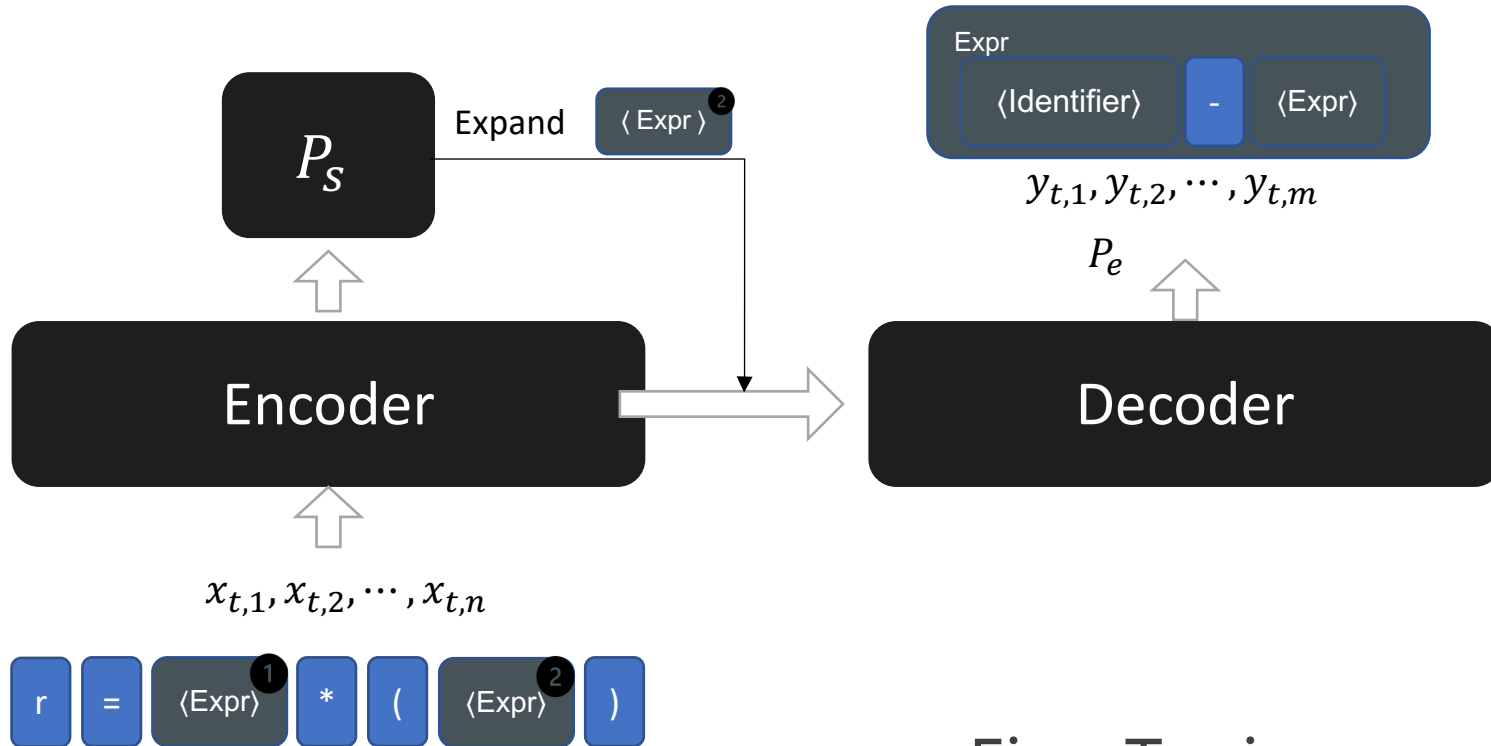 Expr
⟨Identifier⟩ - ⟨Expr⟩
P_s
Expand ⟨ Expr ⟩ 2
y_{t,1}, y_{t,2}, ⋯ , y_{t,m}
P_e
Encoder
Decoder
x_{t,1}, x_{t,2}, ⋯ , x_{t,n}
r = ⟨Expr⟩ 1 * ( ⟨Expr⟩ 2 )